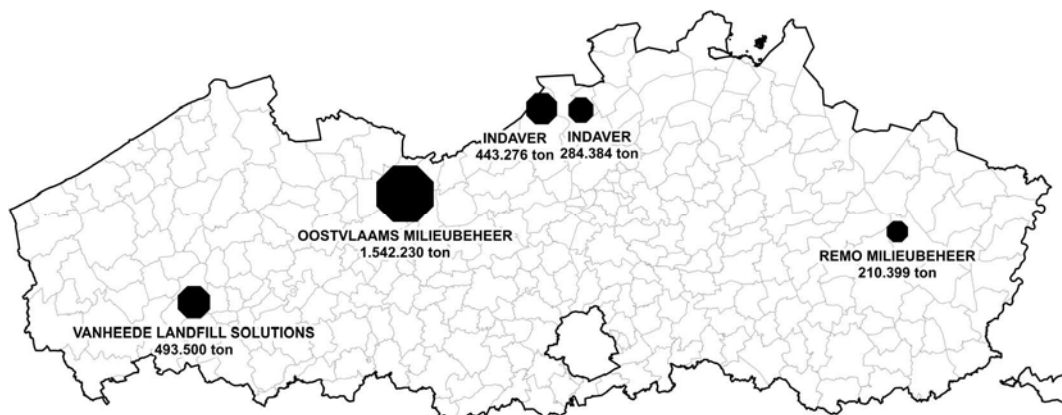 INDAVER
443.276 ton
INDAVER
284.384 ton
OOSTVLAAMS MILIEUBEHEER
1.542.230 ton
REMO MILIEUBEHEER
210.399 ton
VANHEEDE LANDFILL SOLUTIONS
493.500 ton